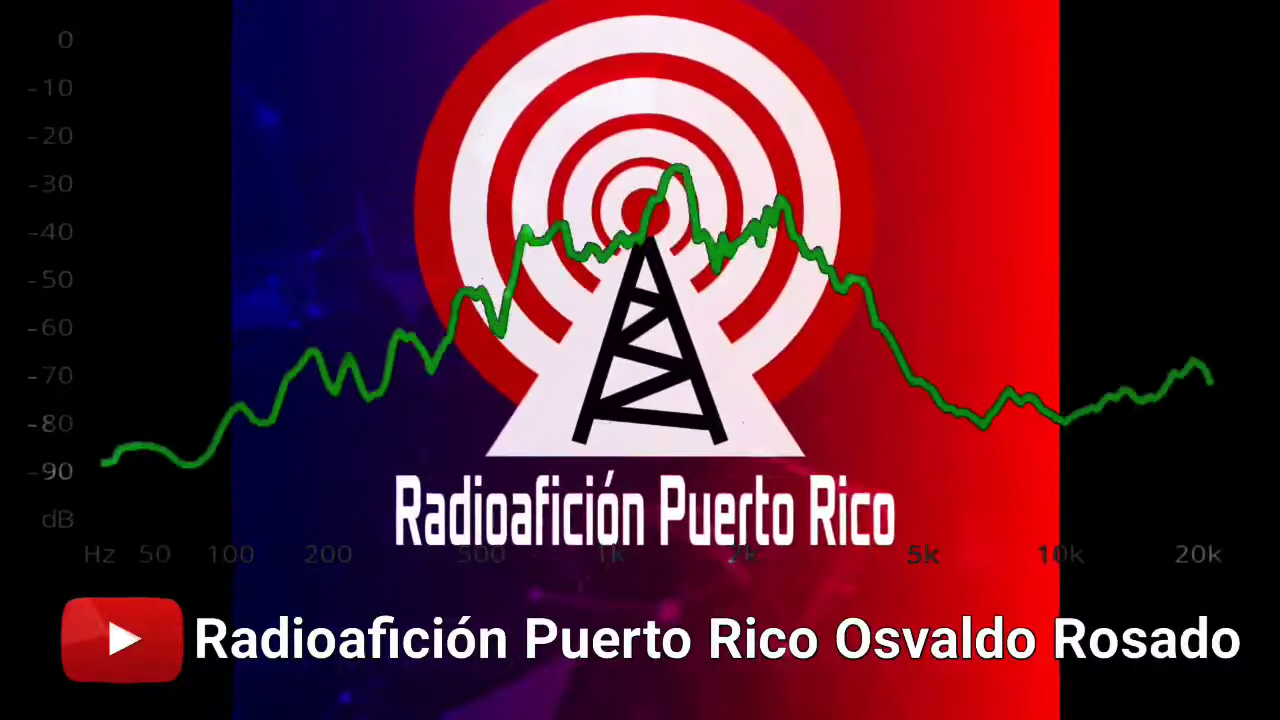 0
-10
-20
-30
-40
-50
-60
-70
-80
-90
dB
Radioafición Puerto Rico
Hz 50 100 200 500 1k 2k 5k 10k 20k
Radioafición Puerto Rico Osvaldo Rosado